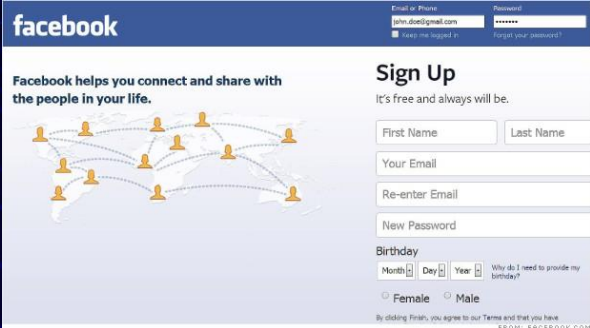 facebook
Email or Phone
Password
john.doe@gmail.com
Keep me logged in
Forgot your password?
Facebook helps you connect and share with
the people in your life.
Sign Up
It's free and always will be.
First Name
Last Name
Your Email
Re-enter Email
New Password
Birthday
Month Day Year
Why do I need to provide my
birthday?
Female Male
By clicking Finish, you agree to our Terms and that you have
FROM: FACEBOOK.COM